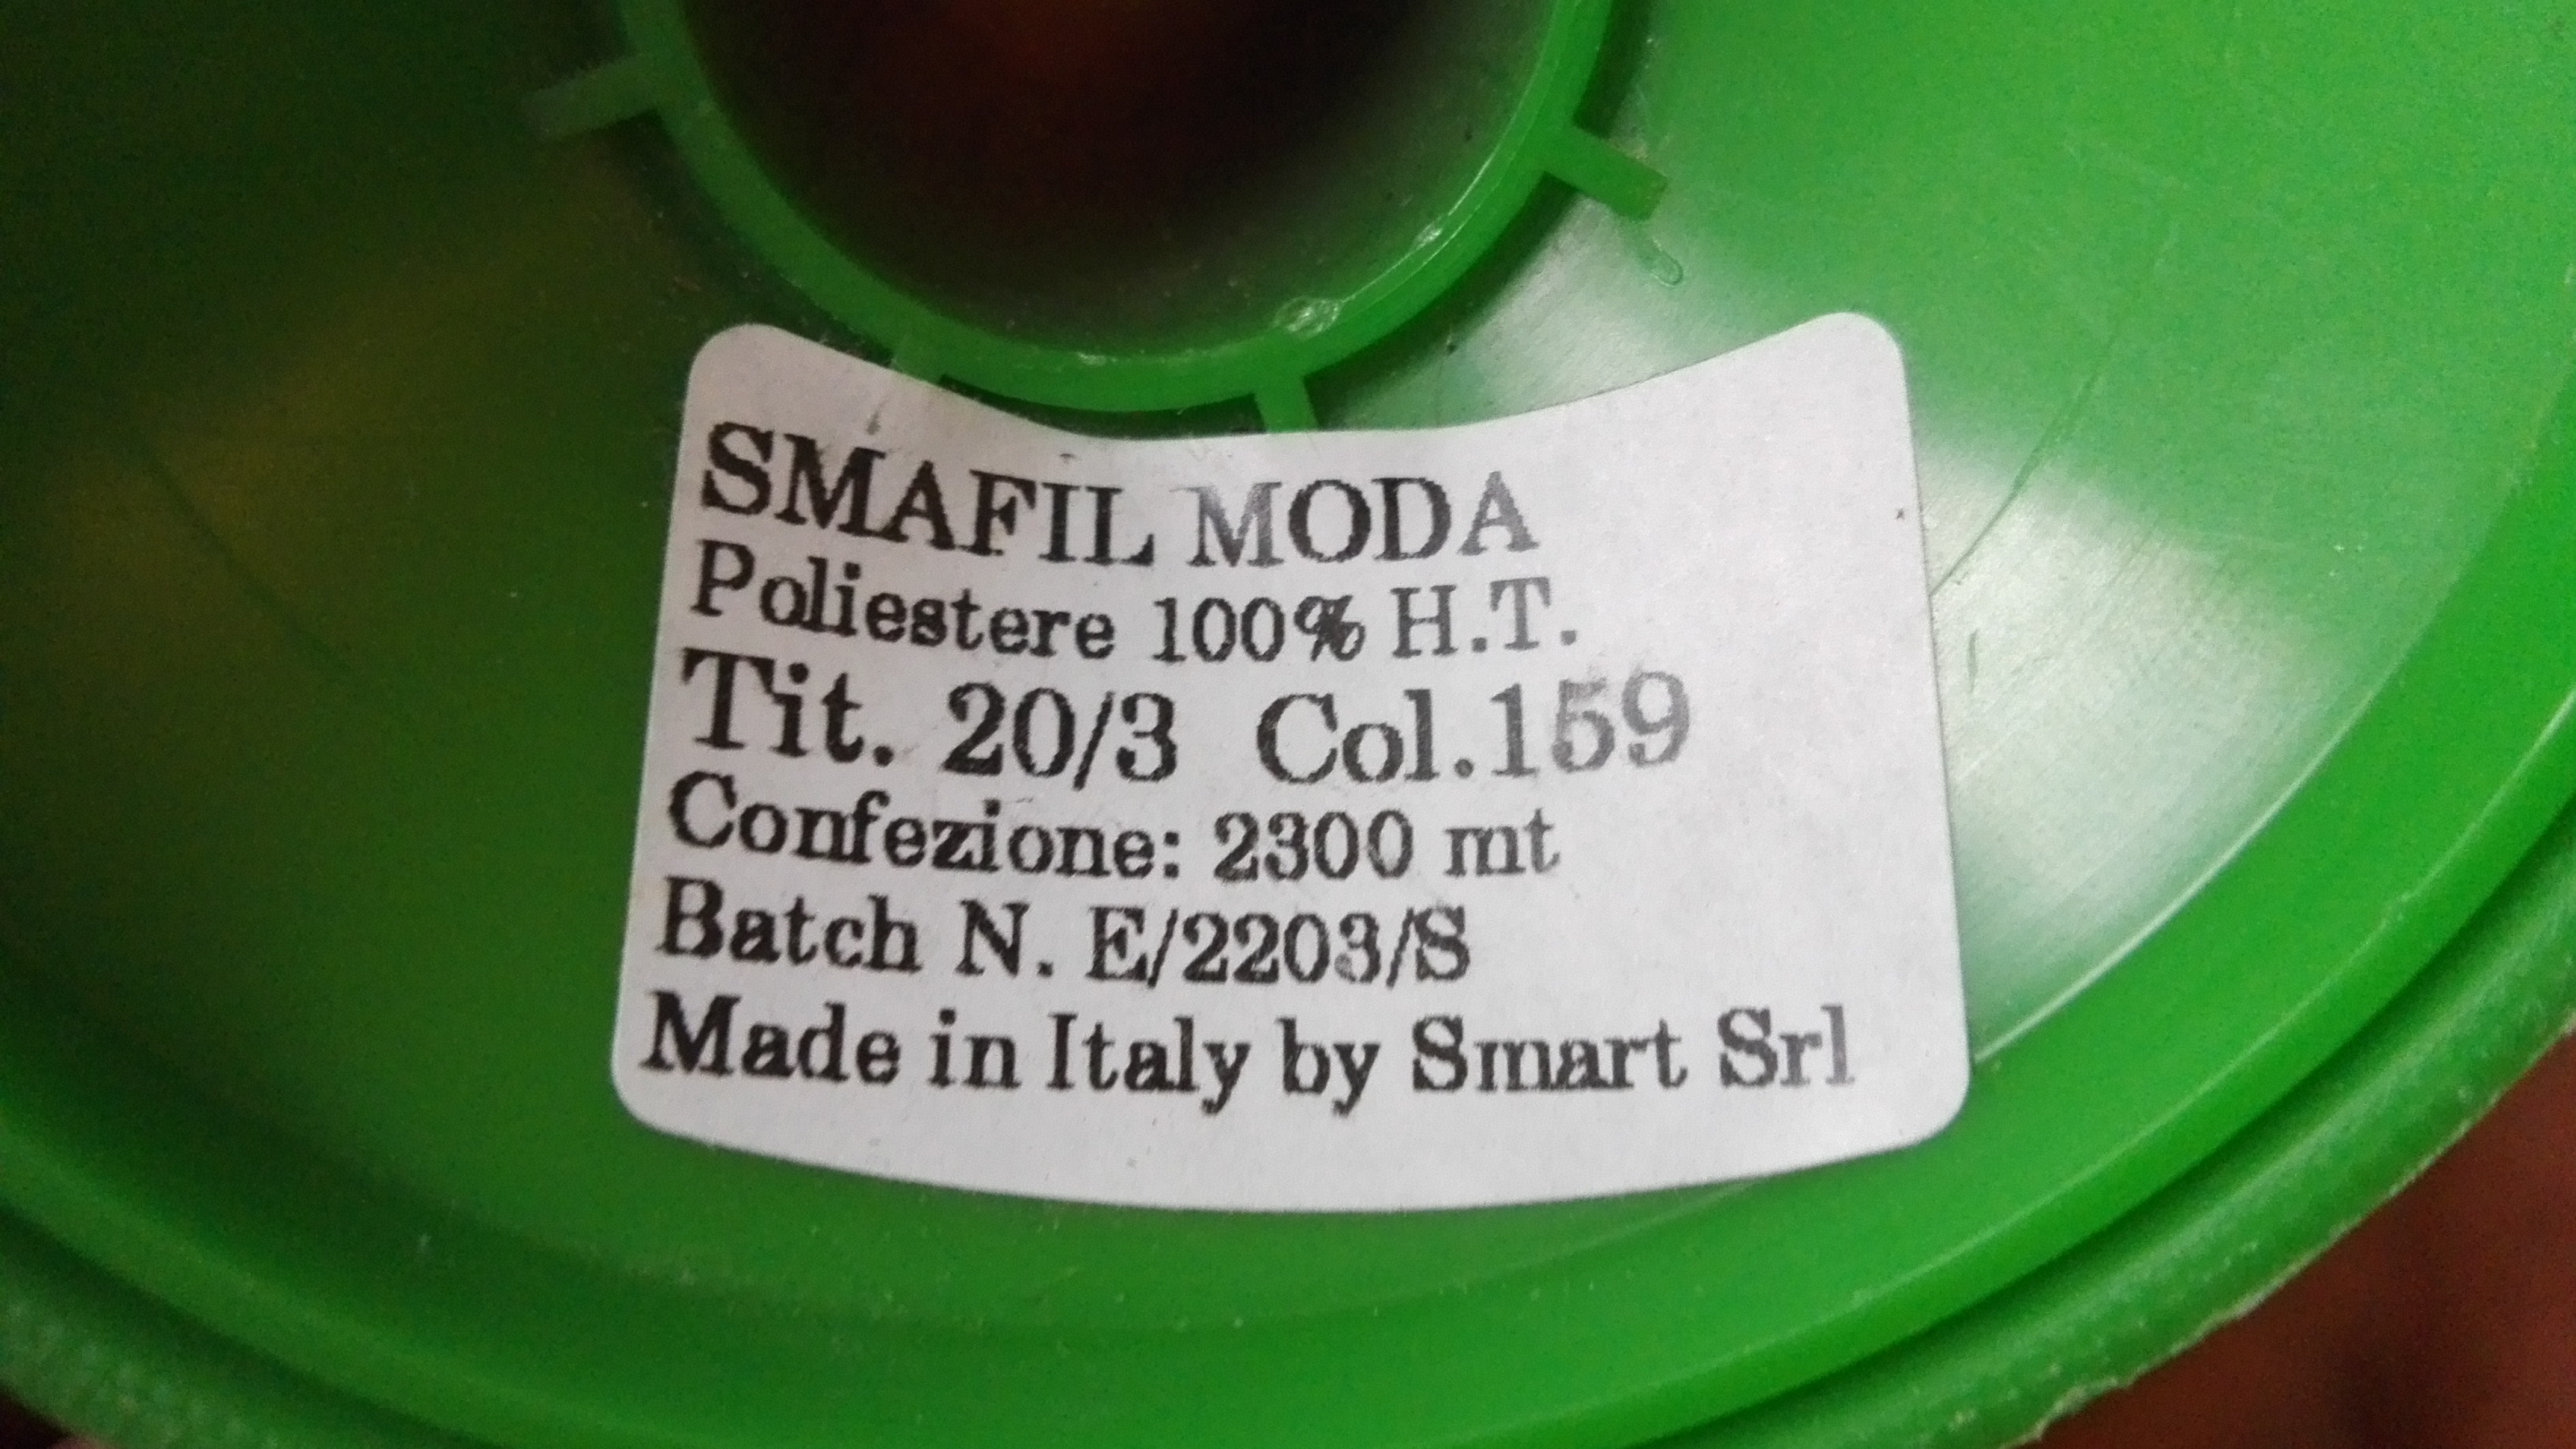 SMAFIL MODA
Poliestere 100% H.T.
Tit. 20/3 Col.159
Confezione: 2300 mt
Batch N. E/2203/S
Made in Italy by Smart Srl